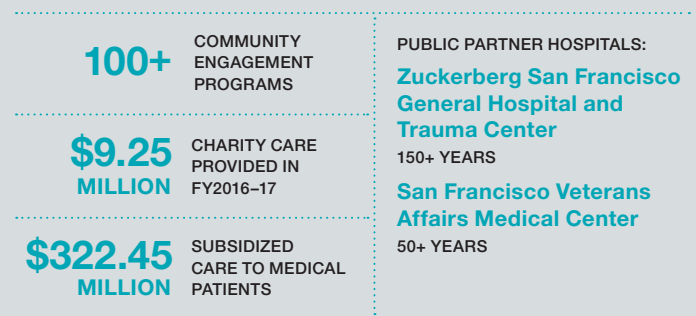 100+
COMMUNITY
ENGAGEMENT
PROGRAMS
$9.25
MILLION
CHARITY CARE
PROVIDED IN
FY2016–17
$322.45
MILLION
SUBSIDIZED
CARE TO MEDICAL
PATIENTS
PUBLIC PARTNER HOSPITALS:
Zuckerberg San Francisco
General Hospital and
Trauma Center
150+ YEARS
San Francisco Veterans
Affairs Medical Center
50+ YEARS